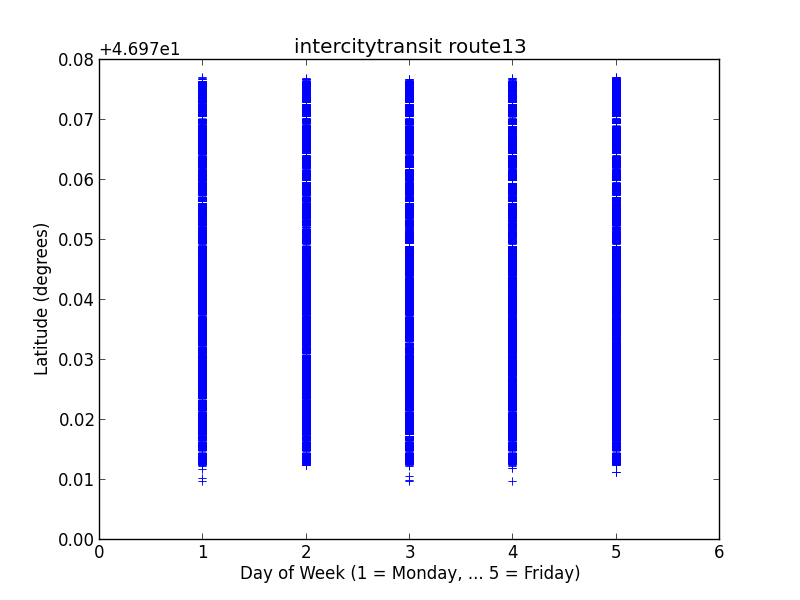 intercitytransit route13
+4.697e1
0.08
0.07
0.06
0.05
0.04
0.03
0.02
0.01
0.00
Latitude (degrees)
0 1 2 3 4 5 6
Day of Week (1 = Monday, ... 5 = Friday)